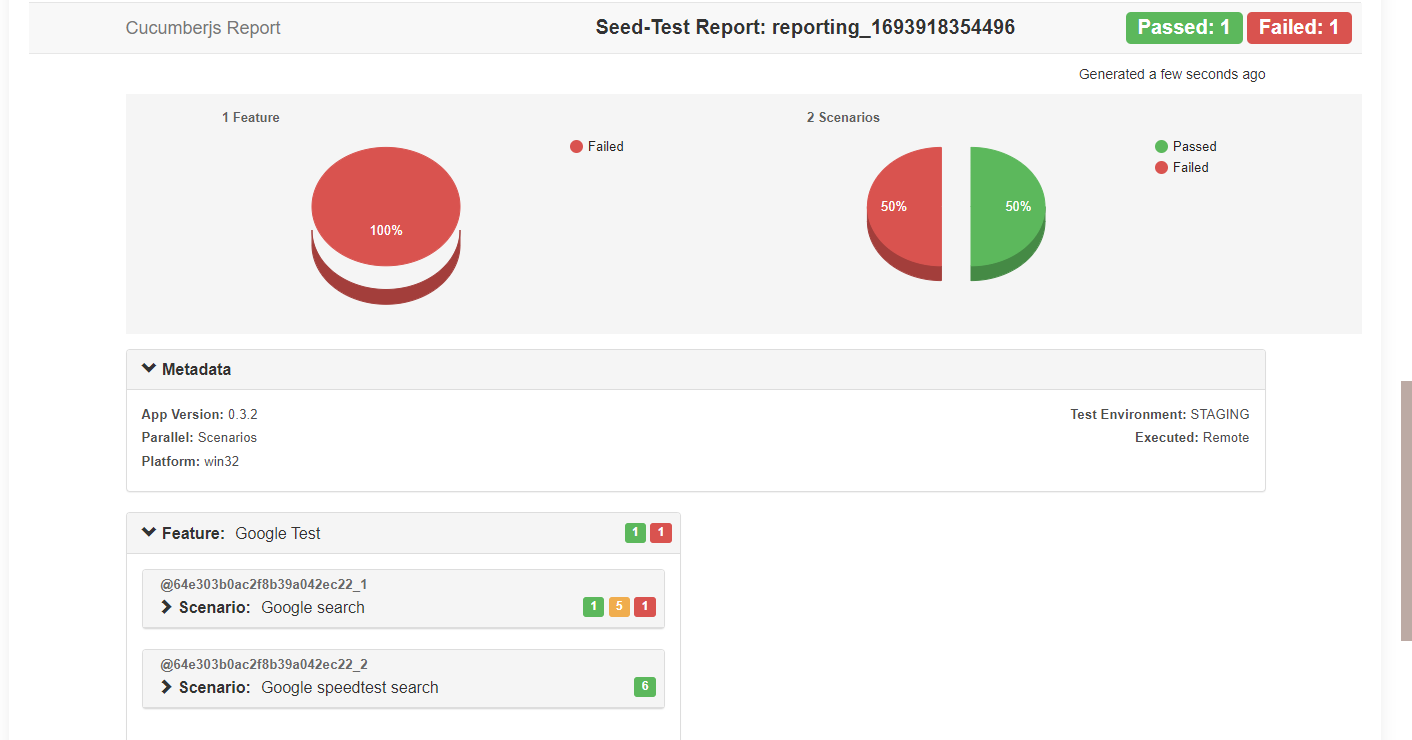 Cucumberjs Report
Seed-Test Report: reporting_1693918354496
Passed: 1 Failed: 1
Generated a few seconds ago
1 Feature
Failed
100%
2 Scenarios
Passed
Failed
50% 50%
Metadata
App Version: 0.3.2
Parallel: Scenarios
Platform: win32
Test Environment: STAGING
Executed: Remote
Feature: Google Test 1 1
@64e303b0ac2f8b39a042ec22_1
Scenario: Google search 1 5 1
@64e303b0ac2f8b39a042ec22_2
Scenario: Google speedtest search 6